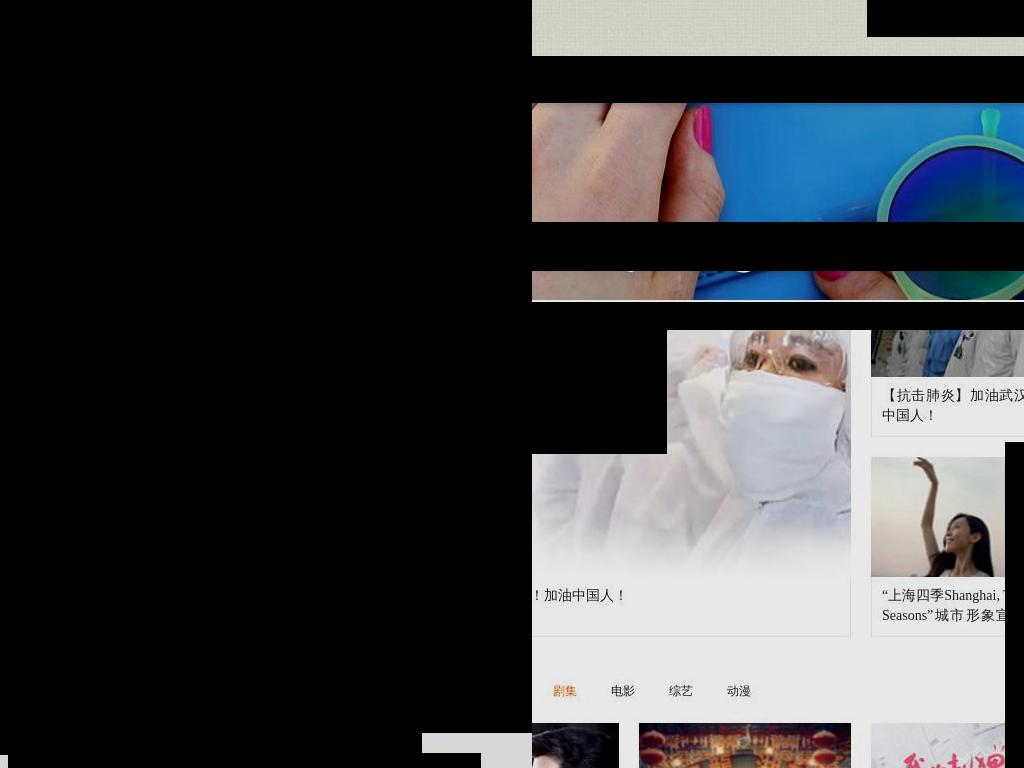 【抗击肺炎】加油武汉
中国人！
！加油中国人！
“上海四季Shanghai,
Seasons”城市形象宣
剧集
电影
综艺
动漫